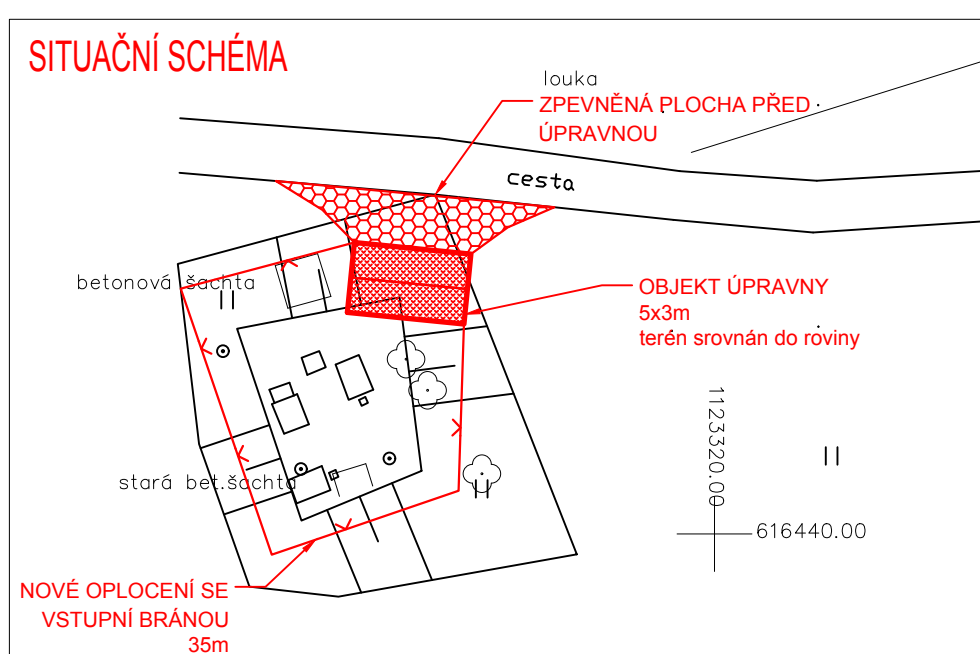 SITUAČNÍ SCHÉMA
louka
ZPEVNĚNÁ PLOCHA PŘED
ÚPRAVNOU
cesta
betonová šachta
OBJEKT ÚPRAVNY
5x3m
terén srovnán do roviny
1123320.00
616440.00
stará bet.šachta
NOVÉ OPLOCENÍ SE
VSTUPNÍ BRÁNOU
35m